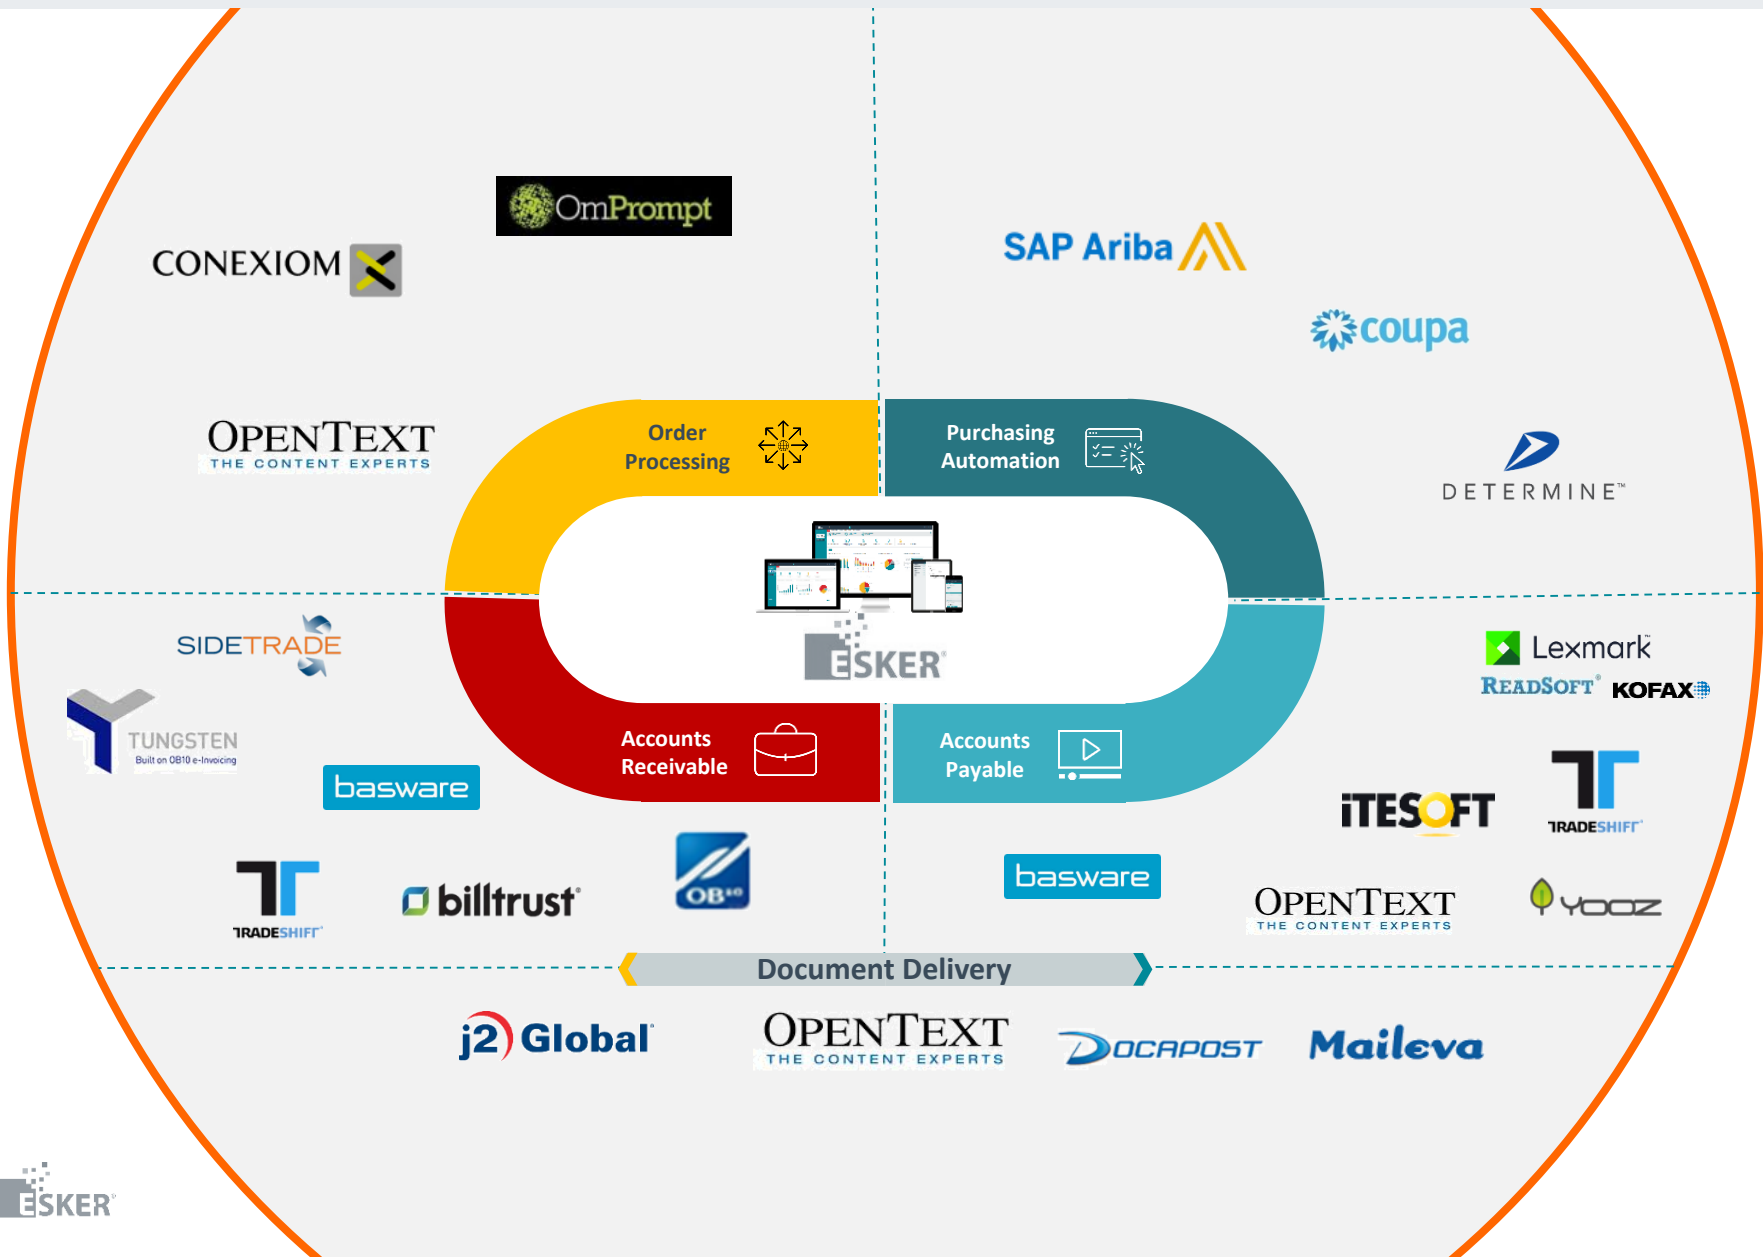 OmPrompt
CONEXIOM
SAP Ariba
coupa
OPENTEXT
THE CONTENT EXPERTS
Order
Processing
Purchasing
Automation
DETERMINE™
ESKER
SIDETRADE
Lexmark
READSOFT® KOFAX
TUNGSTEN
Built on OB10 e-Invoicing
Accounts
Receivable
Accounts
Payable
basware
iTESOFT
TRADESHIFT
TRADESHIFT
billtrust
OB10
basware
OPENTEXT
THE CONTENT EXPERTS
YOOZ
Document Delivery
j2 Global
OPENTEXT
THE CONTENT EXPERTS
DOCAPOST
Maileva
ESKER